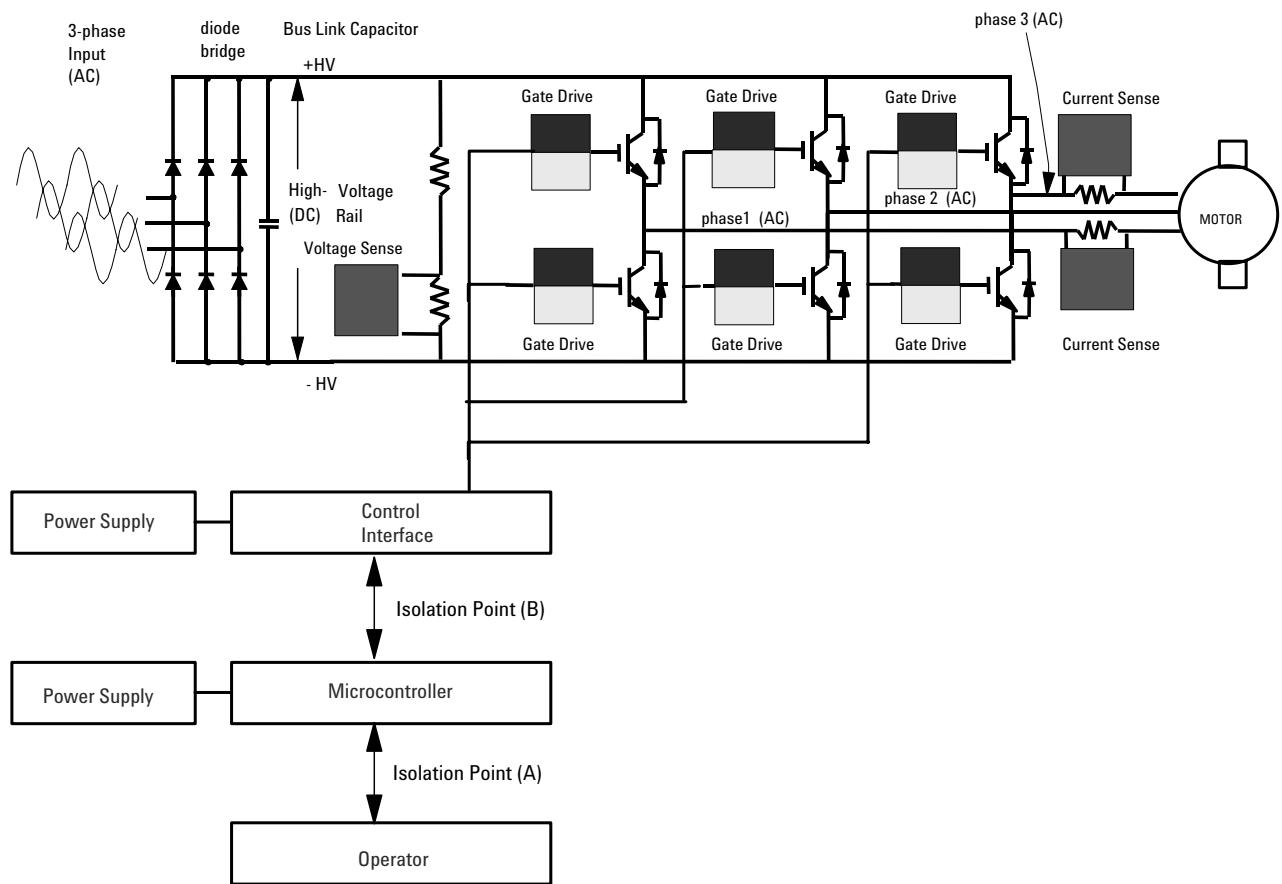 3-phase
Input
(AC)
diode
bridge
Bus Link Capacitor
phase 3 (AC)
+HV
Gate Drive
Gate Drive
Gate Drive
Current Sense
High- Voltage
(DC) Rail
Voltage Sense
phase1 (AC)
phase 2 (AC)
MOTOR
Gate Drive
Gate Drive
Gate Drive
Current Sense
- HV
Power Supply
Control
Interface
Isolation Point (B)
Power Supply
Microcontroller
Isolation Point (A)
Operator